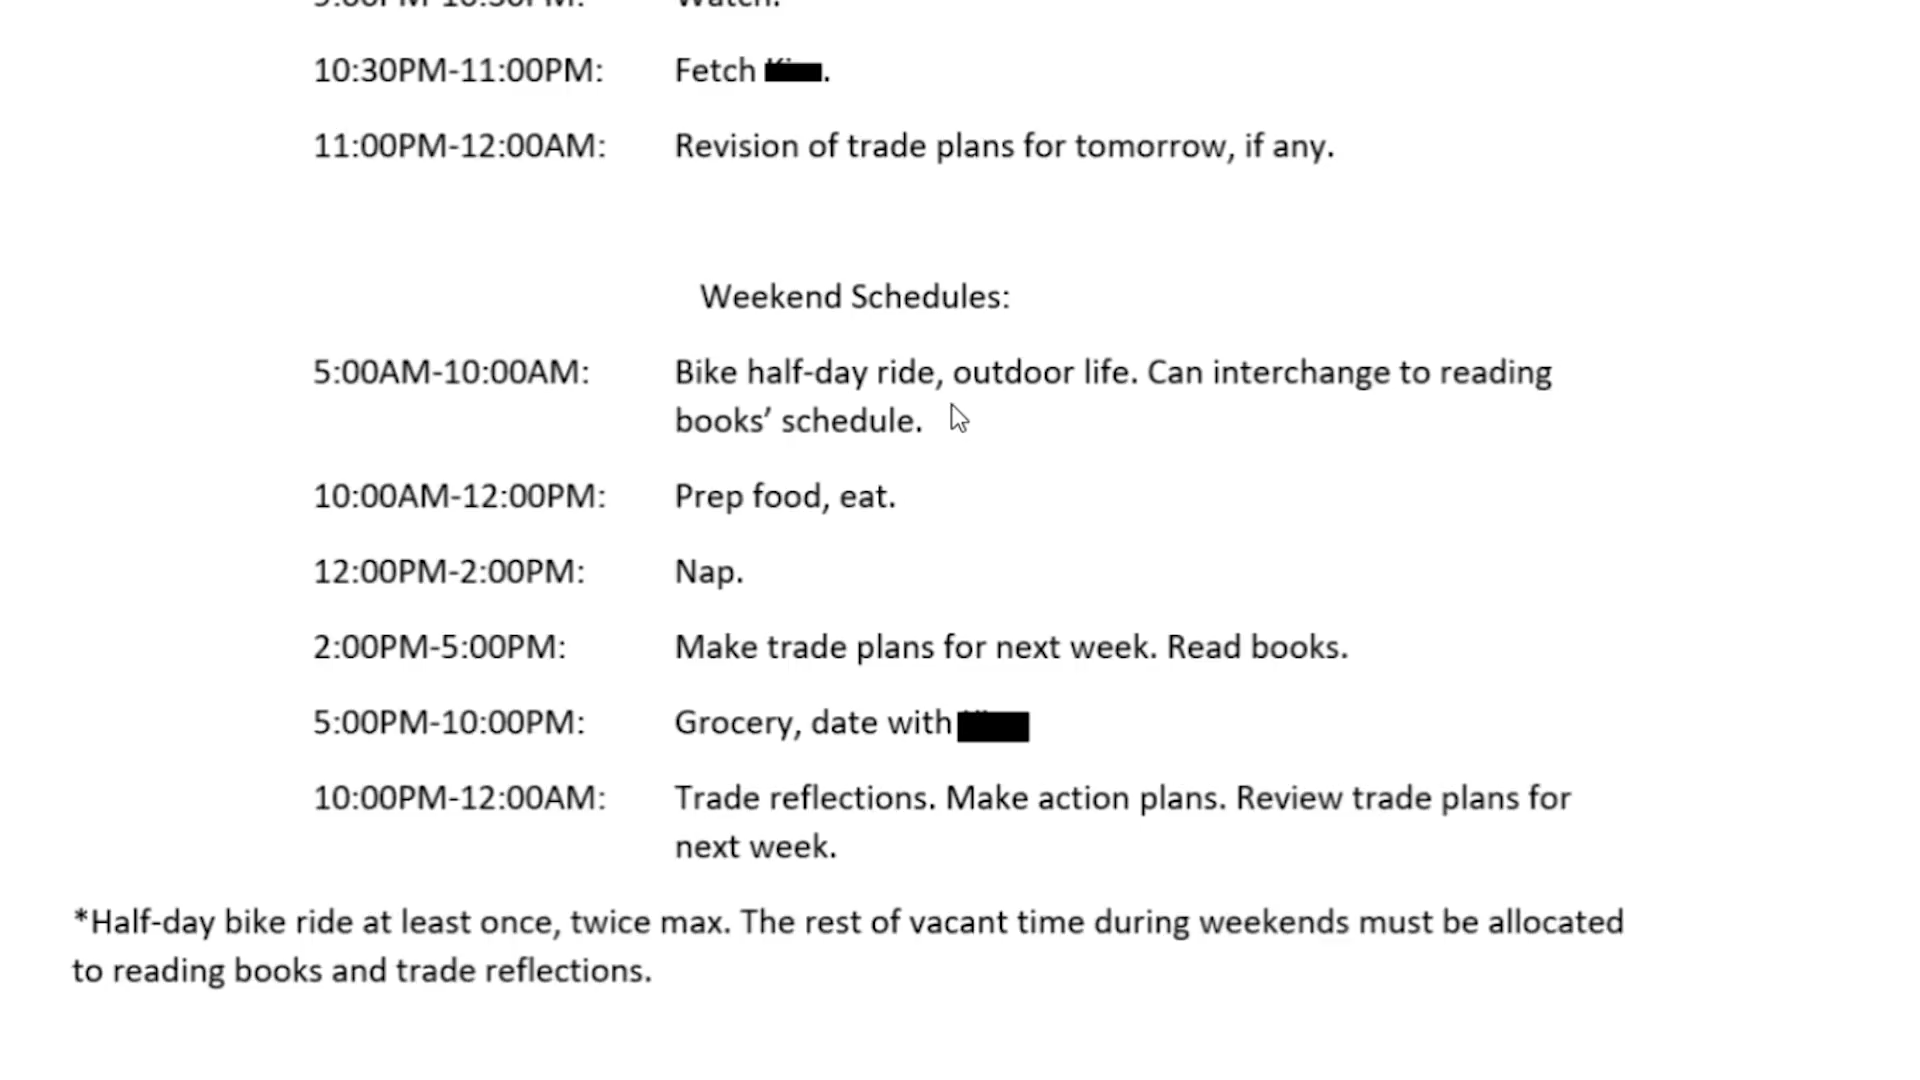 Watch.
10:30PM-11:00PM: Fetch .
11:00PM-12:00AM: Revision of trade plans for tomorrow, if any.
Weekend Schedules:
5:00AM-10:00AM: Bike half-day ride, outdoor life. Can interchange to reading
books’ schedule.
10:00AM-12:00PM: Prep food, eat.
12:00PM-2:00PM: Nap.
2:00PM-5:00PM: Make trade plans for next week. Read books.
5:00PM-10:00PM: Grocery, date with
10:00PM-12:00AM: Trade reflections. Make action plans. Review trade plans for
next week.
*Half-day bike ride at least once, twice max. The rest of vacant time during weekends must be allocated
to reading books and trade reflections.